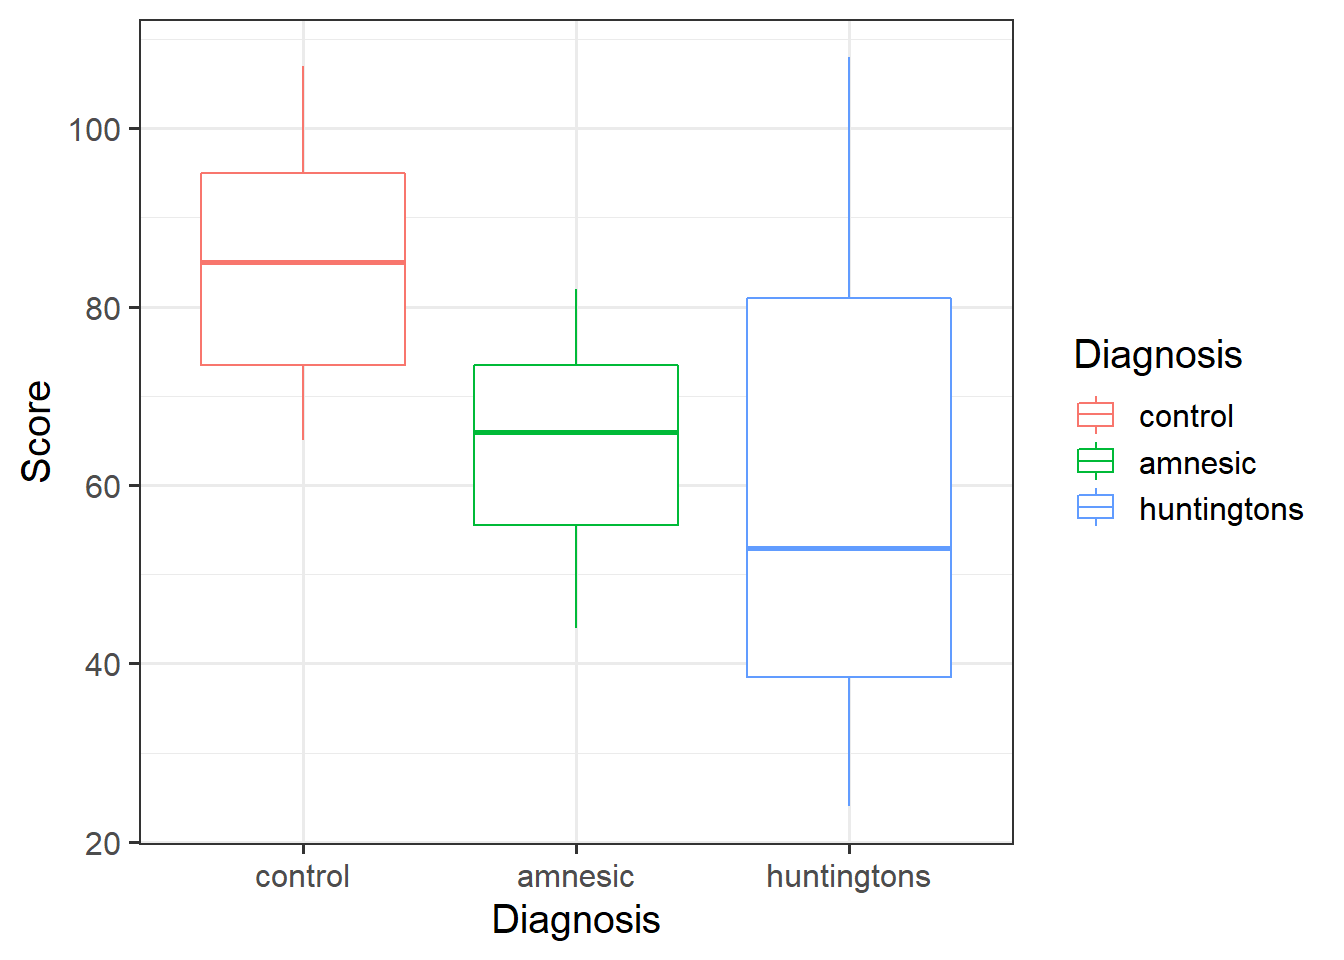 Score
100
80
60
40
20
control amnesic huntingtons
Diagnosis
Diagnosis
control
amnesic
huntingtons